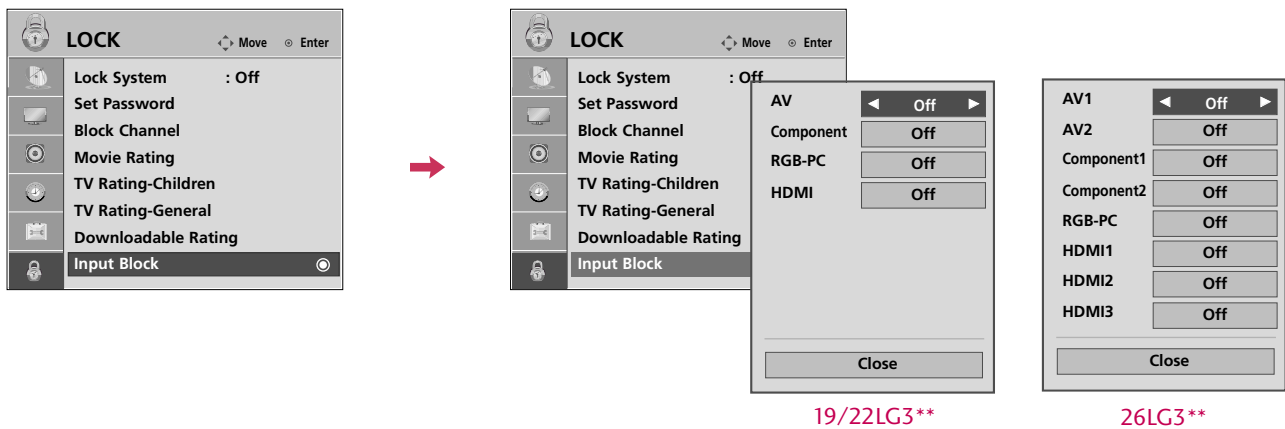 LOCK
Move
Enter
Lock System : Off
Set Password
Block Channel
Movie Rating
TV Rating-Children
TV Rating-General
Downloadable Rating
Input Block
LOCK
Move
Enter
Lock System : Off
Set Password
Block Channel
Movie Rating
TV Rating-Children
TV Rating-General
Downloadable Rating
Input Block
AV ◀ Off ▶
Component Off
RGB-PC Off
HDMI Off
Close
19/22LG3**
AV1 ◀ Off ▶
AV2 Off
Component1 Off
Component2 Off
RGB-PC Off
HDMI1 Off
HDMI2 Off
HDMI3 Off
Close
26LG3**